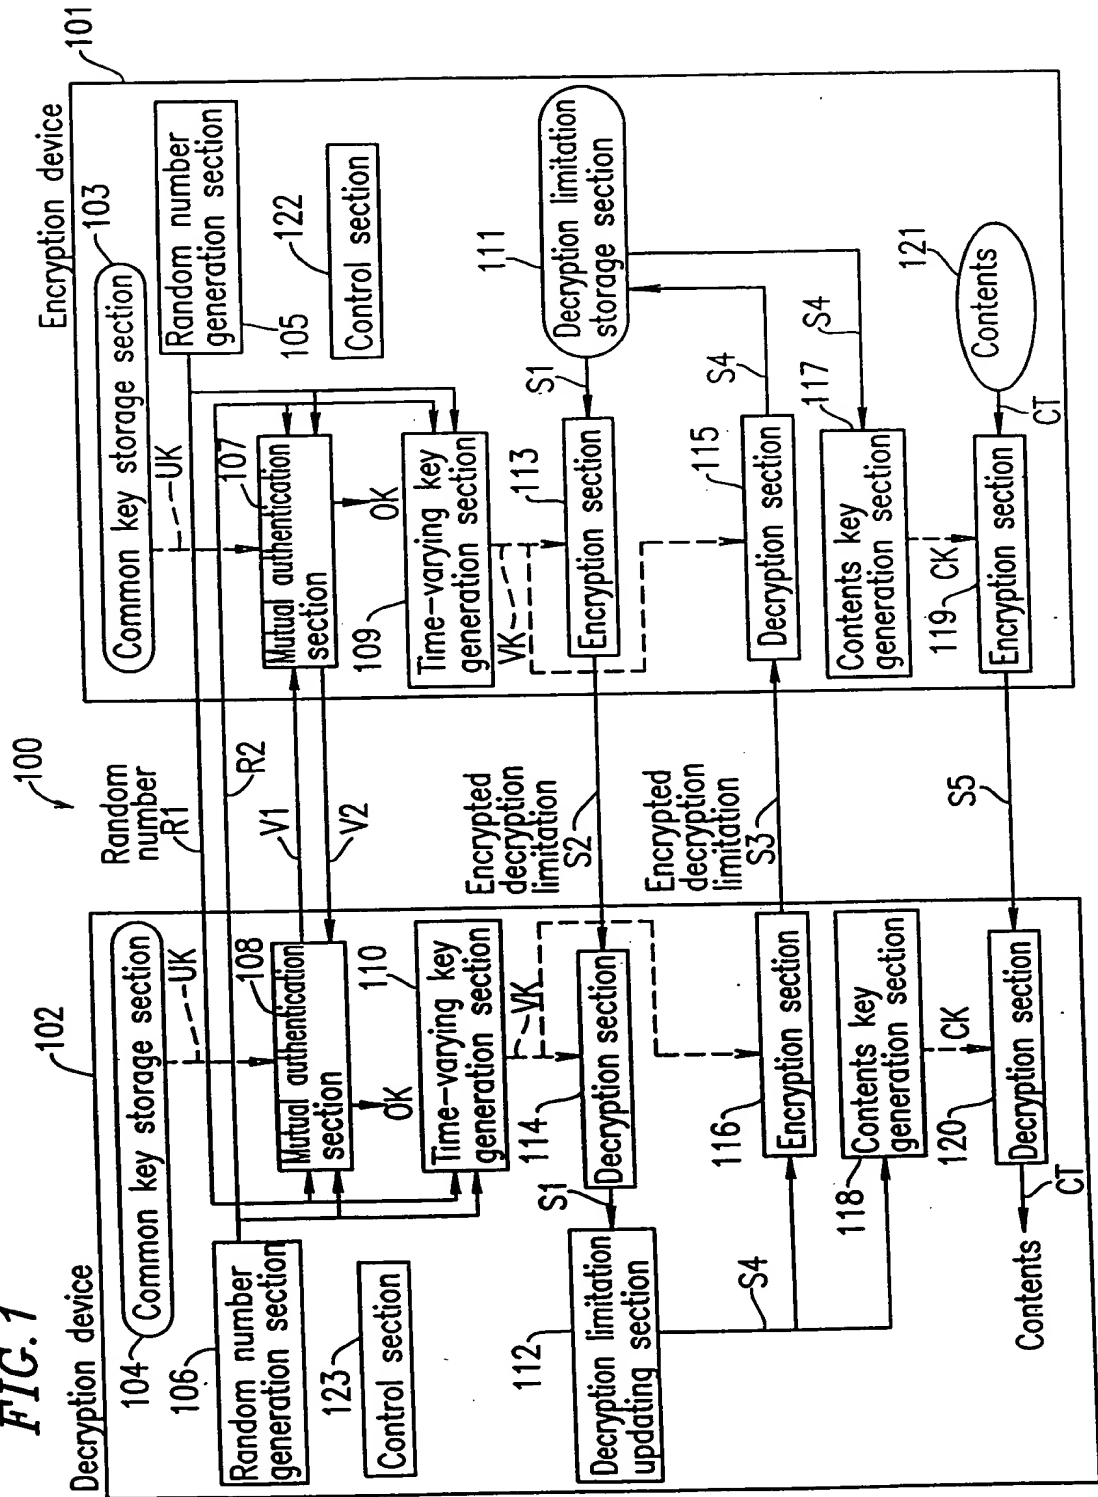 FIG.1
100
Decryption device
102
104
Common key storage section
UK
106
Random number
generation section
123
Control section
108
Mutual authentication
section
OK
110
Time-varying key
generation section
VK
114
Decryption section
S1
112
Decryption limitation
updating section
S4
116
Encryption section
118
Contents key
generation section
CK
120
Decryption section
CT
Contents
Random
number
R1
R2
V1
V2
Encrypted
decryption
limitation
S2
Encrypted
decryption
limitation
S3
S5
Encryption device
101
103
Common key storage section
UK
Random number
generation section
105
122
Control section
107
Mutual authentication
section
OK
109
Time-varying key
generation section
VK
111
Decryption limitation
storage section
S1
113
Encryption section
115
Decryption section
S4
S4
117
Contents key
generation section
CK
119
Encryption section
121
Contents
CT